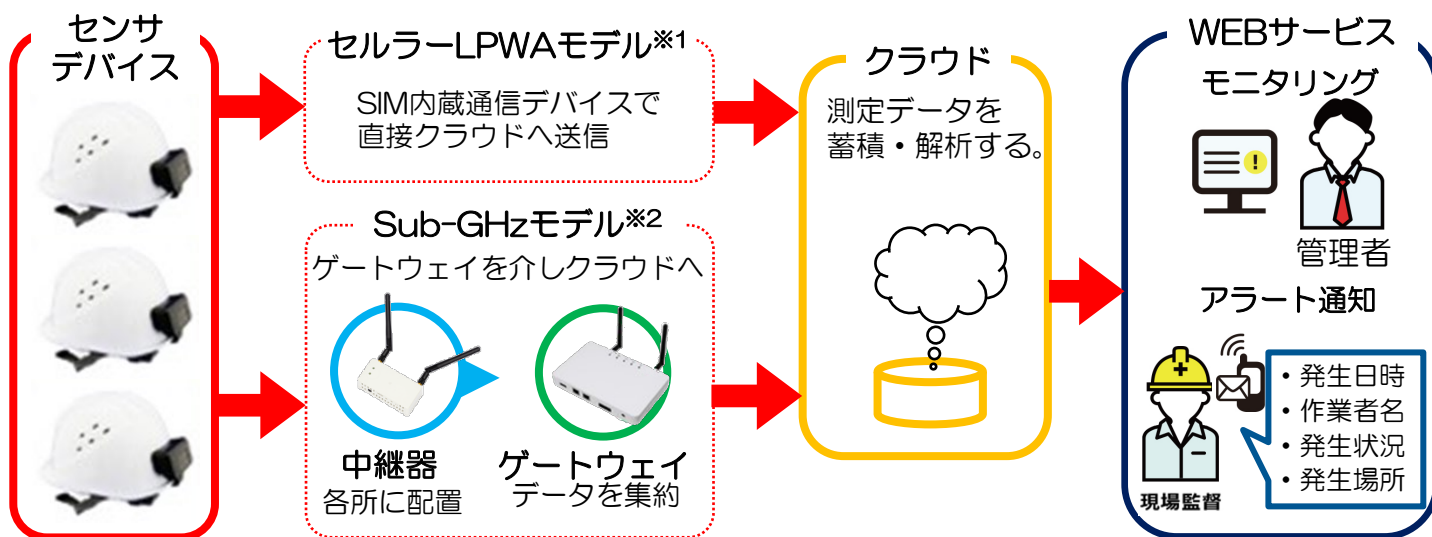 センサ
デバイス
セルラーLPWAモデル※1
SIM内蔵通信デバイスで
直接クラウドへ送信
Sub-GHzモデル※2
ゲートウェイを介しクラウドへ
中継器
各所に配置
ゲートウェイ
データを集約
クラウド
測定データを
蓄積・解析する。
WEBサービス
モニタリング
管理者
アラート通知
現場監督
・発生日時
・作業者名
・発生状況
・発生場所